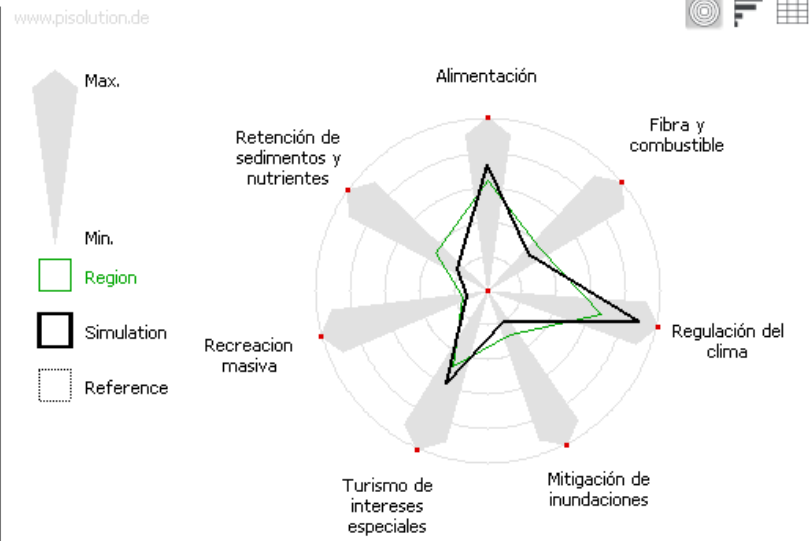 www.pisolution.de
Max.
Min.
Region
Simulation
Reference
Alimentación
Fibra y
combustible
Regulación del
clima
Mitigación de
inundaciones
Turismo de
intereses
especiales
Recreacion
masiva
Retención de
sedimentos y
nutrientes